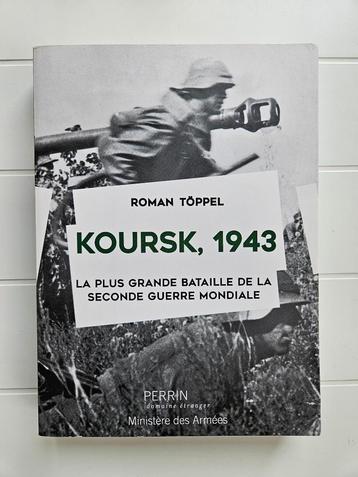 ROMAN TÖPPEL
KOURSK, 1943
LA PLUS GRANDE BATAILLE DE LA
SECONDE GUERRE MONDIALE
PERRIN
domaine étranger
Ministère des Armées